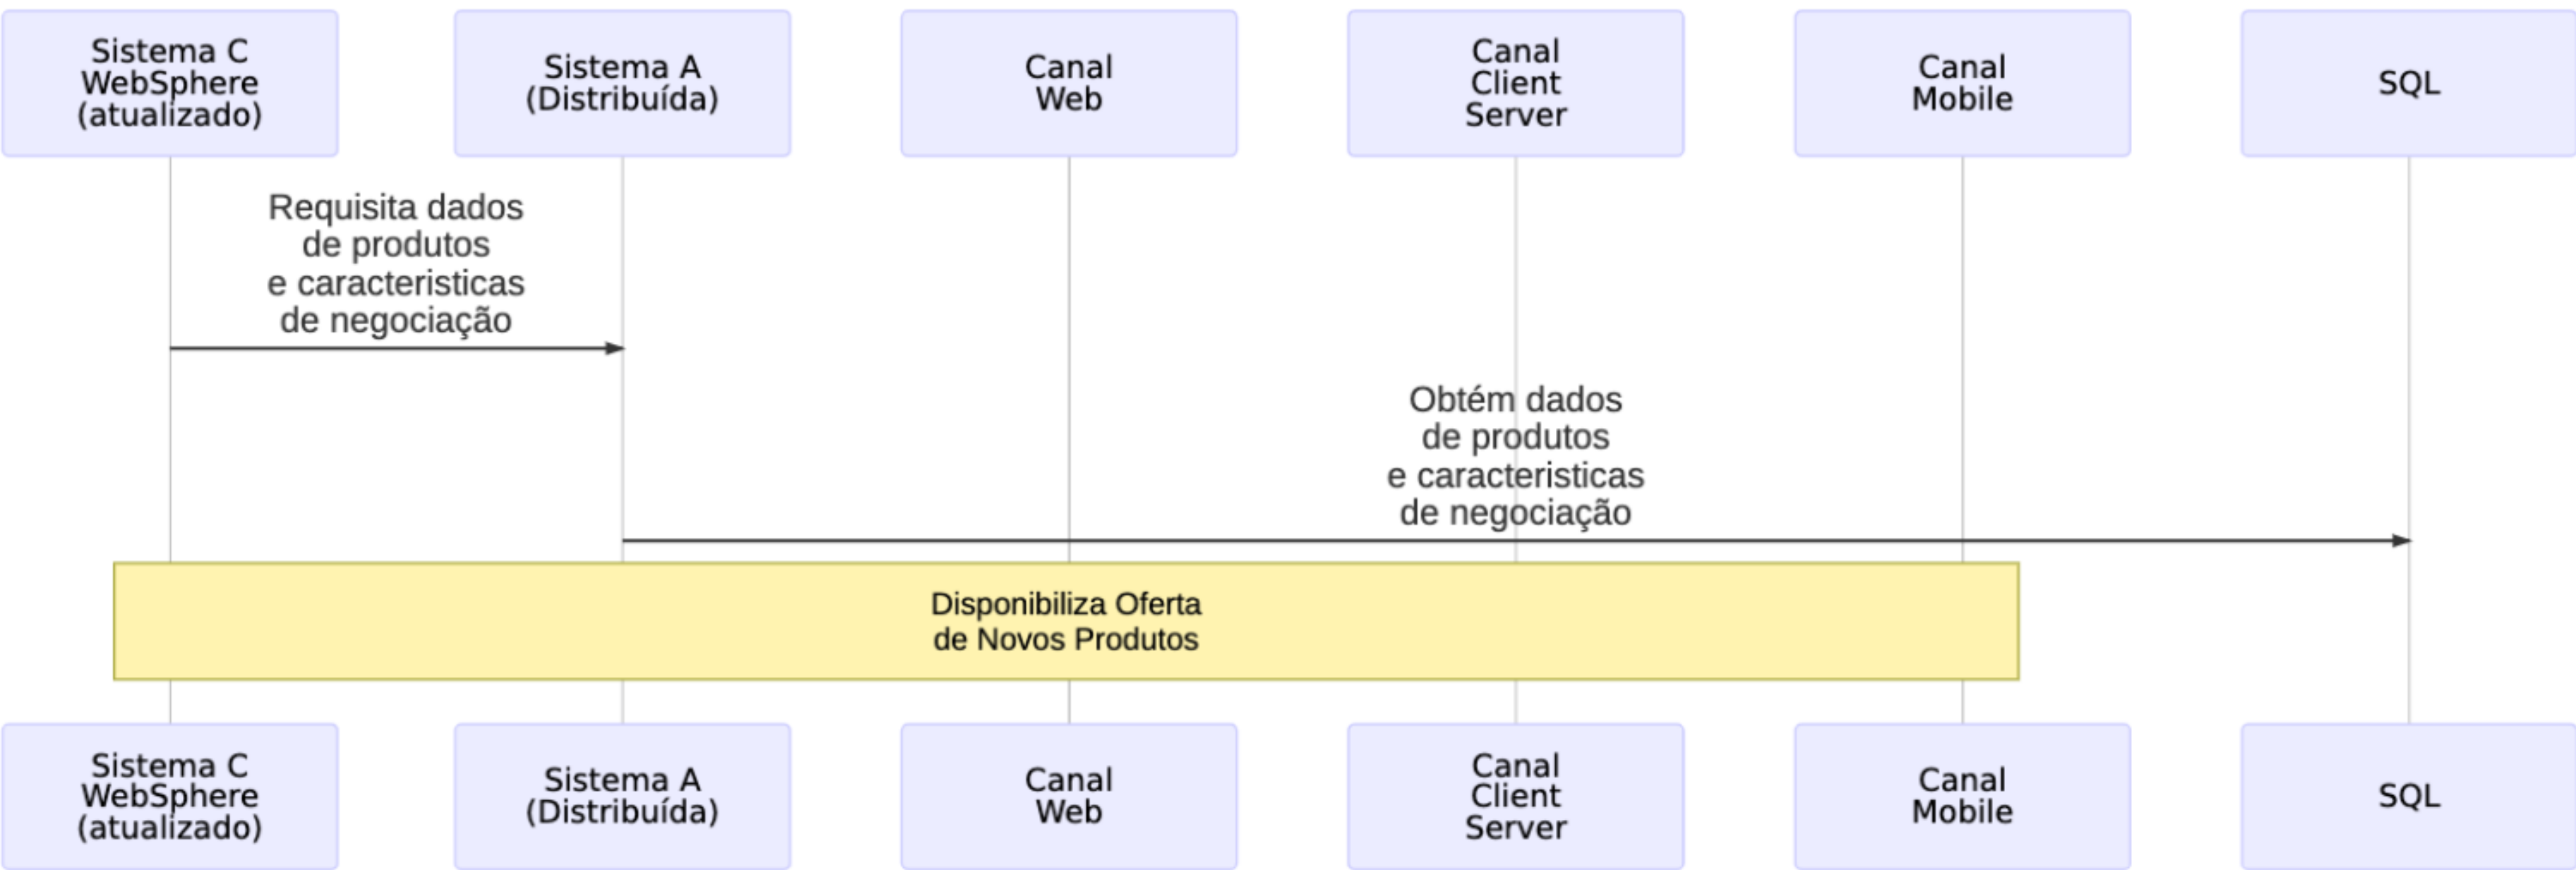 Sistema C
WebSphere
(atualizado)
Sistema A
(Distribuída)
Canal
Web
Canal
Client
Server
Canal
Mobile
SQL
Requisita dados
de produtos
e caracteristicas
de negociação
Obtém dados
de produtos
e caracteristicas
de negociação
Disponibiliza Oferta
de Novos Produtos
Sistema C
WebSphere
(atualizado)
Sistema A
(Distribuída)
Canal
Web
Canal
Client
Server
Canal
Mobile
SQL